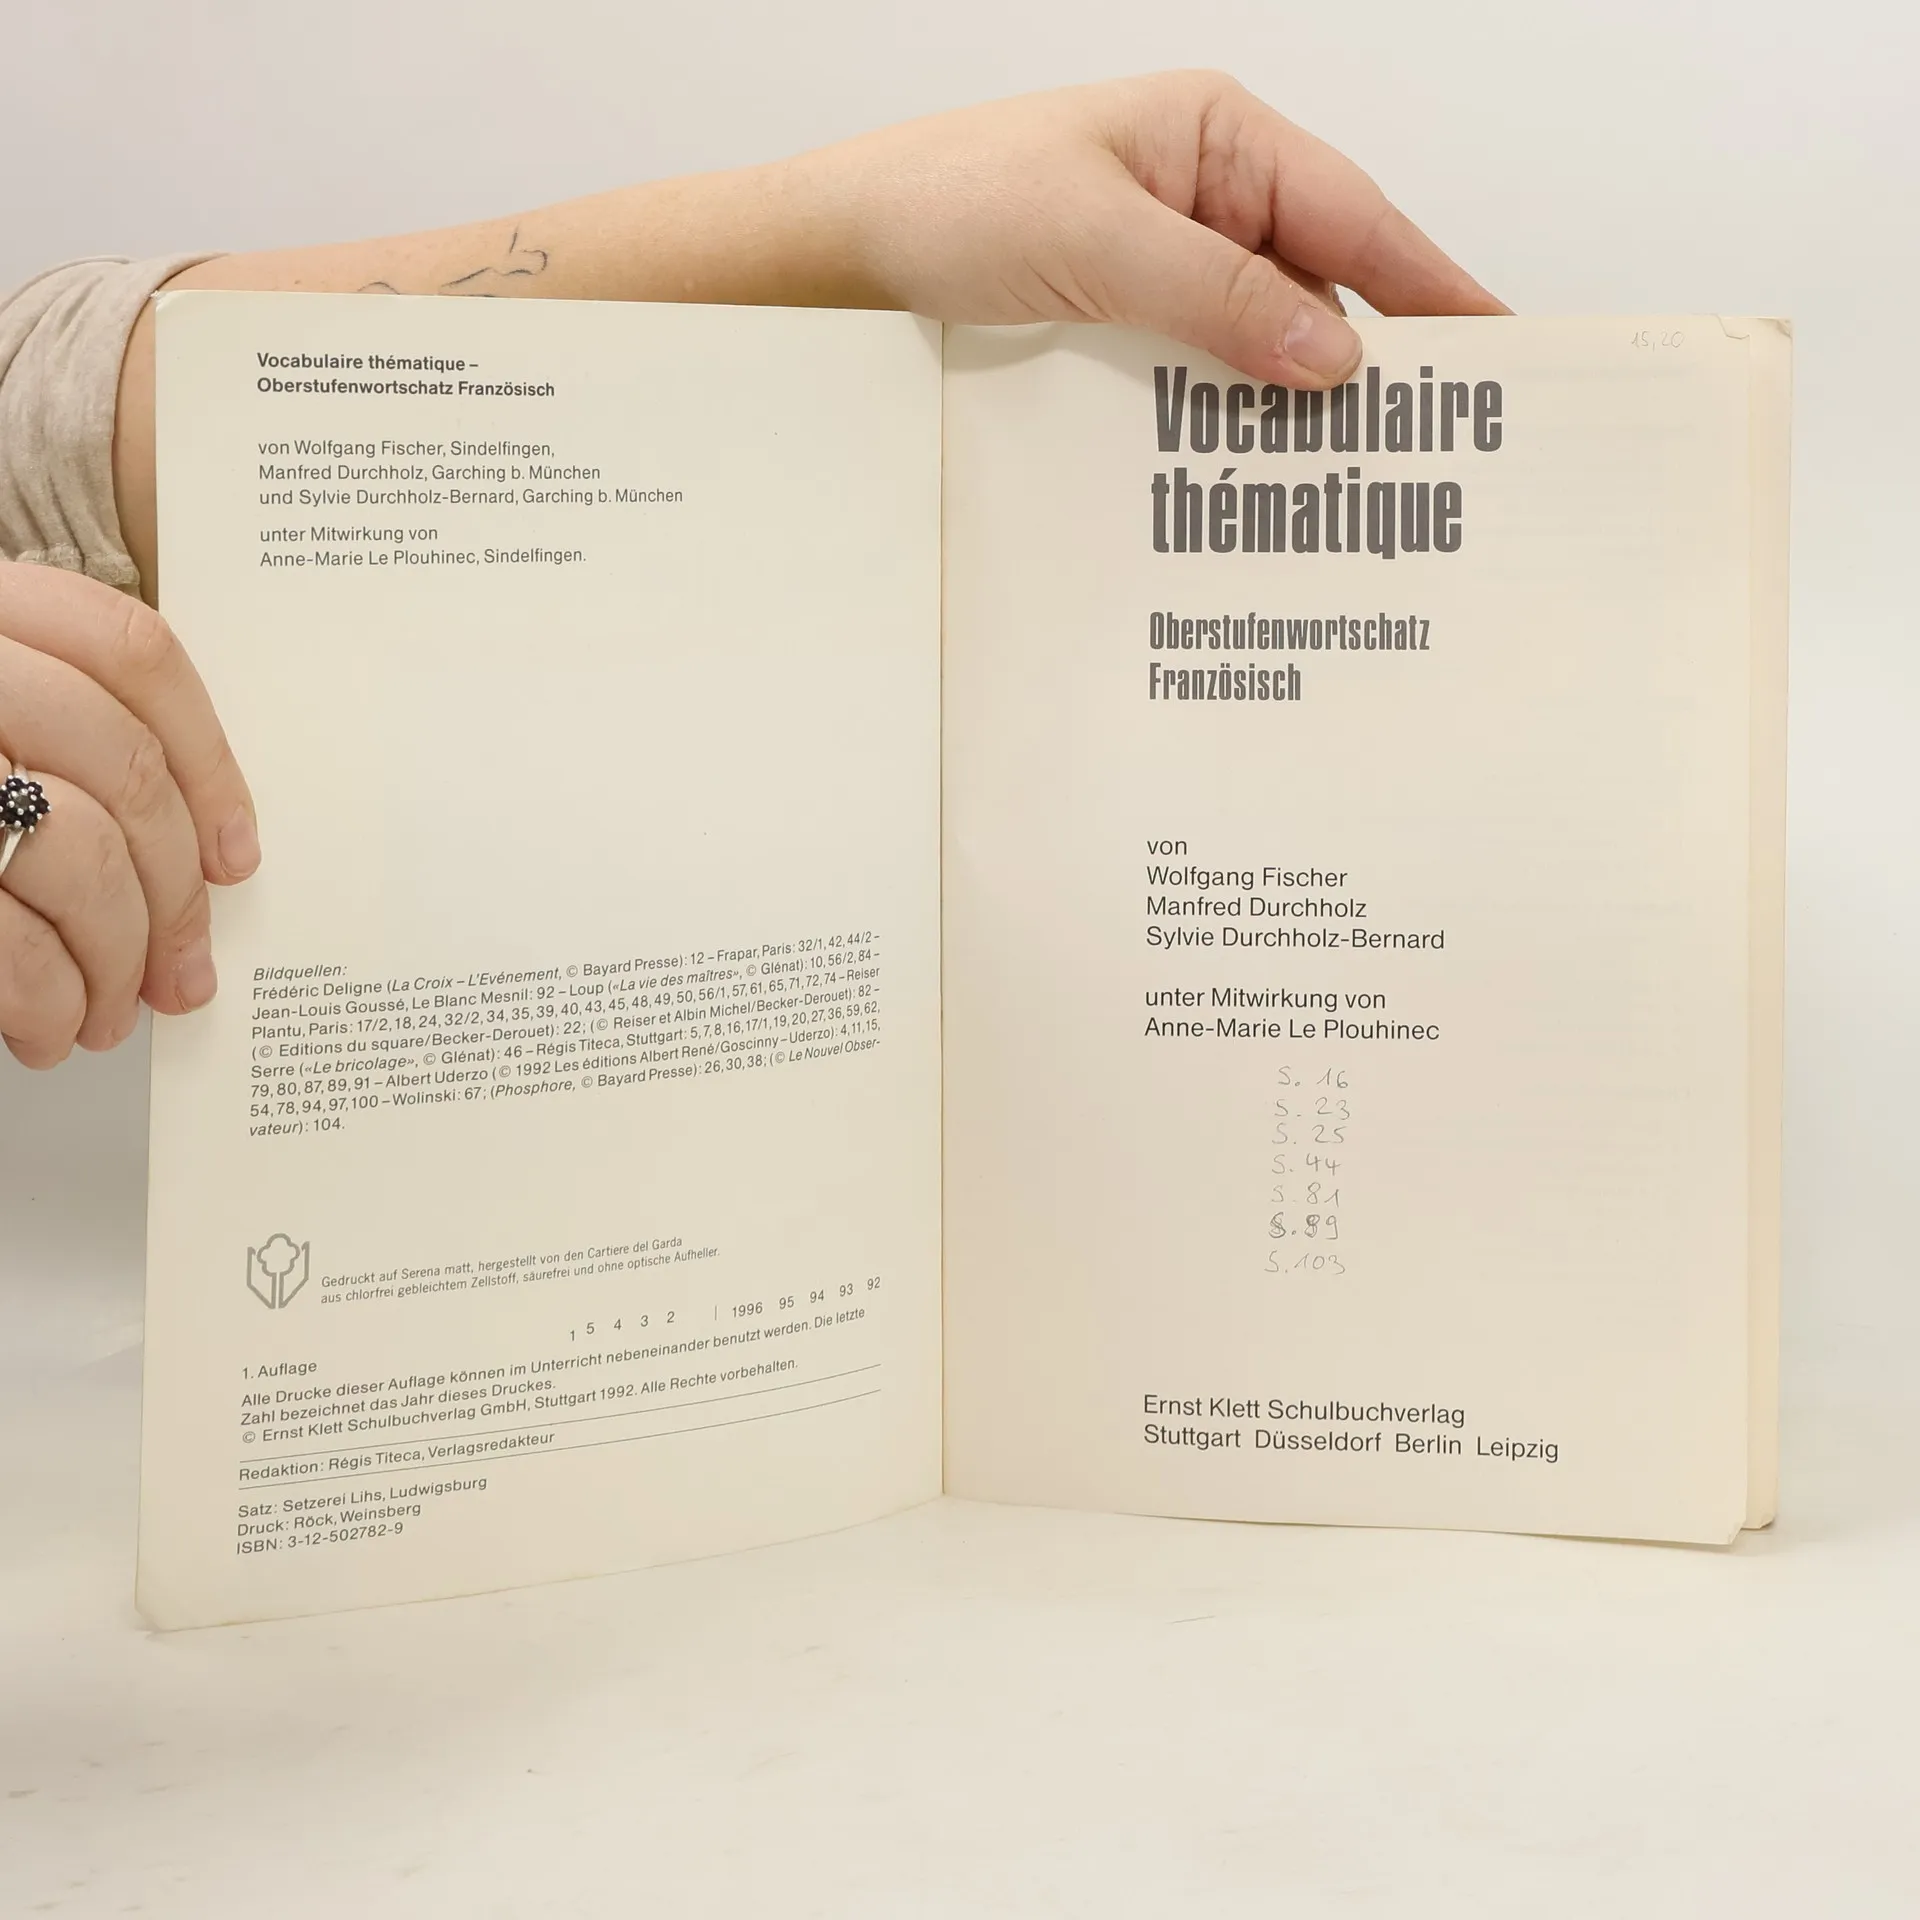 Vocabulaire thématique –
Oberstufenwortschatz Französisch
von Wolfgang Fischer, Sindelfingen,
Manfred Durchholz, Garching b. München
und Sylvie Durchholz-Bernard, Garching b. München
unter Mitwirkung von
Anne-Marie Le Plouhinec, Sindelfingen.
Bildquellen:
Frédéric Deligne (La Croix – L'Evénement, © Bayard Presse): 12 – Frapar, Paris: 32/1, 42, 44/2 –
Jean-Louis Goussé, Le Blanc Mesnil: 92 – Loup («La vie des maîtres», © Glénat): 10, 56/2, 84 –
Plantu, Paris: 17/2, 18, 24, 32/2, 34, 35, 39, 40, 43, 45, 48, 49, 50, 56/1, 57, 61, 65, 71, 72, 74 – Reiser
(© Editions du square/Becker-Derouet): 22; (© Reiser et Albin Michel/Becker-Derouet): 82 –
Serre («Le bricolage», © Glénat): 46 – Régis Titeca, Stuttgart: 5, 7, 8, 16, 17/1, 19, 20, 27, 36, 59, 62,
79, 80, 87, 89, 91 – Albert Uderzo (© 1992 Les éditions Albert René/Goscinny – Uderzo): 4, 11, 15,
54, 78, 94, 97, 100 – Wolinski: 67; (Phosphore, © Bayard Presse): 26, 30, 38; (© Le Nouvel Obser-
vateur): 104.
Gedruckt auf Serena matt, hergestellt von den Cartiere del Garda
aus chlorfrei gebleichtem Zellstoff, säurefrei und ohne optische Aufheller.
1. Auflage 1 5 4 3 2 | 1996 95 94 93 92
Alle Drucke dieser Auflage können im Unterricht nebeneinander benutzt werden. Die letzte
Zahl bezeichnet das Jahr dieses Druckes.
© Ernst Klett Schulbuchverlag GmbH, Stuttgart 1992. Alle Rechte vorbehalten.
Redaktion: Régis Titeca, Verlagsredakteur
Satz: Setzerei Lihs, Ludwigsburg
Druck: Röck, Weinsberg
ISBN: 3-12-502782-9
15,20
Vocabulaire
thématique
Oberstufenwortschatz
Französisch
von
Wolfgang Fischer
Manfred Durchholz
Sylvie Durchholz-Bernard
unter Mitwirkung von
Anne-Marie Le Plouhinec
S. 16
S. 23
S. 25
S. 44
S. 81
S. 89
S. 103
Ernst Klett Schulbuchverlag
Stuttgart Düsseldorf Berlin Leipzig